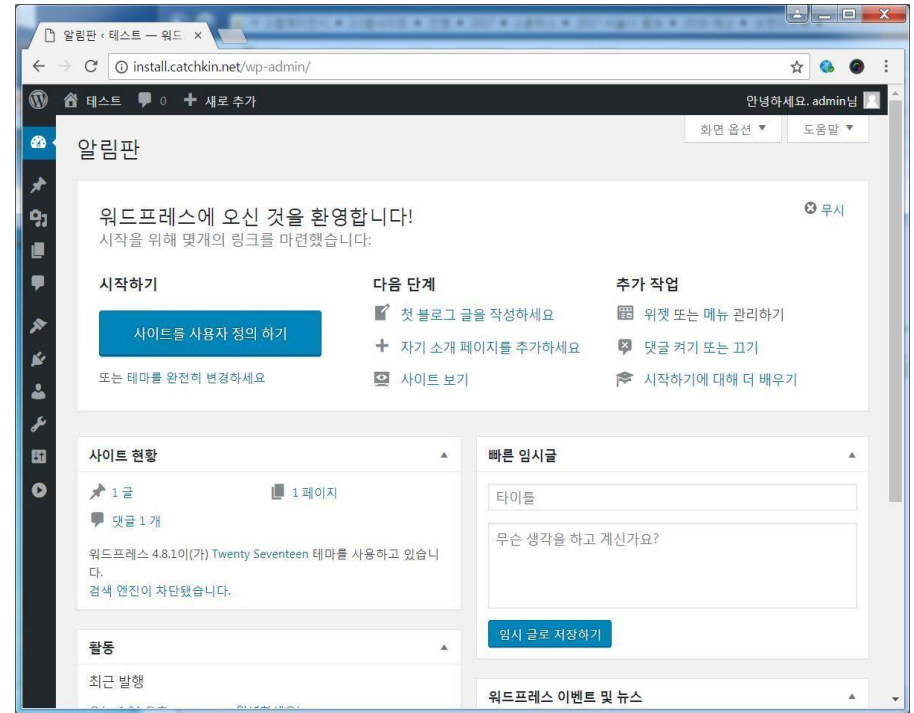 알림판 ‹ 테스트 — 워드
install.catchkin.net/wp-admin/
테스트 0 새로 추가 안녕하세요. admin님
화면 옵션 ▼ 도움말 ▼
알림판
워드프레스에 오신 것을 환영합니다! 무시
시작을 위해 몇개의 링크를 마련했습니다:
시작하기
사이트를 사용자 정의 하기
또는 테마를 완전히 변경하세요
다음 단계
첫 블로그 글을 작성하세요
자기 소개 페이지를 추가하세요
사이트 보기
추가 작업
위젯 또는 메뉴 관리하기
댓글 켜기 또는 끄기
시작하기에 대해 더 배우기
사이트 현황
1 글 1 페이지
댓글 1 개
워드프레스 4.8.1이(가) Twenty Seventeen 테마를 사용하고 있습니
다.
검색 엔진이 차단됐습니다.
활동
최근 발행
빠른 임시글
타이틀
무슨 생각을 하고 계신가요?
임시 글로 저장하기
워드프레스 이벤트 및 뉴스